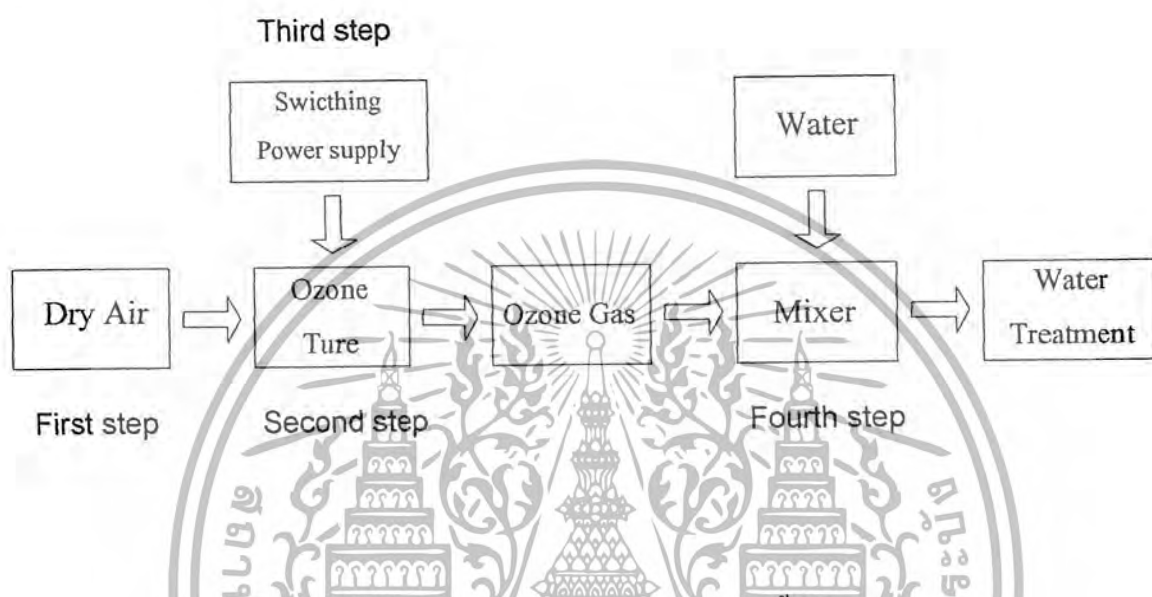 Third step
Swicthing
Power supply
Water
Dry Air
Ozone
Ture
Ozone Gas
Mixer
Water
Treatment
First step
Second step
Fourth step